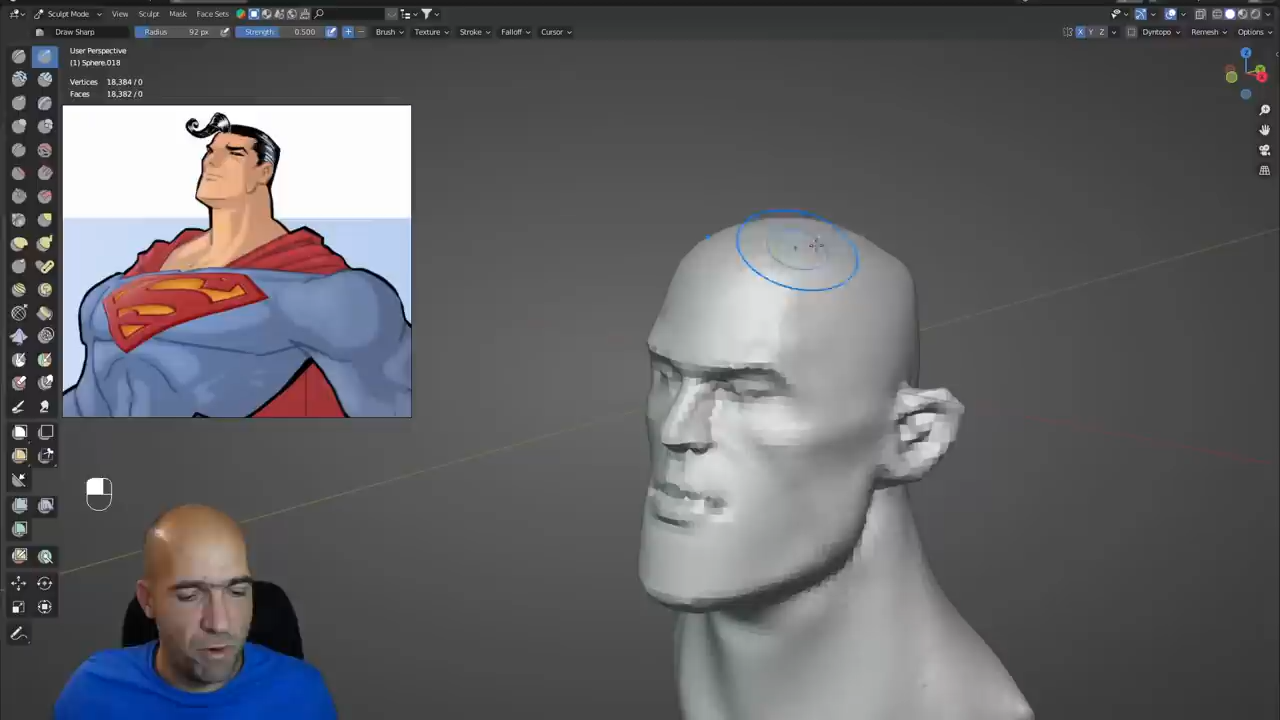 Sculpt Mode View Sculpt Mask Face Sets
Draw Sharp Radius 92 px Strength 0.500 + − Brush Texture Stroke Falloff Cursor X Y Z Dyntopo Remesh Options
User Perspective
(1) Sphere.018
Vertices 18,384 / 0
Faces 18,382 / 0